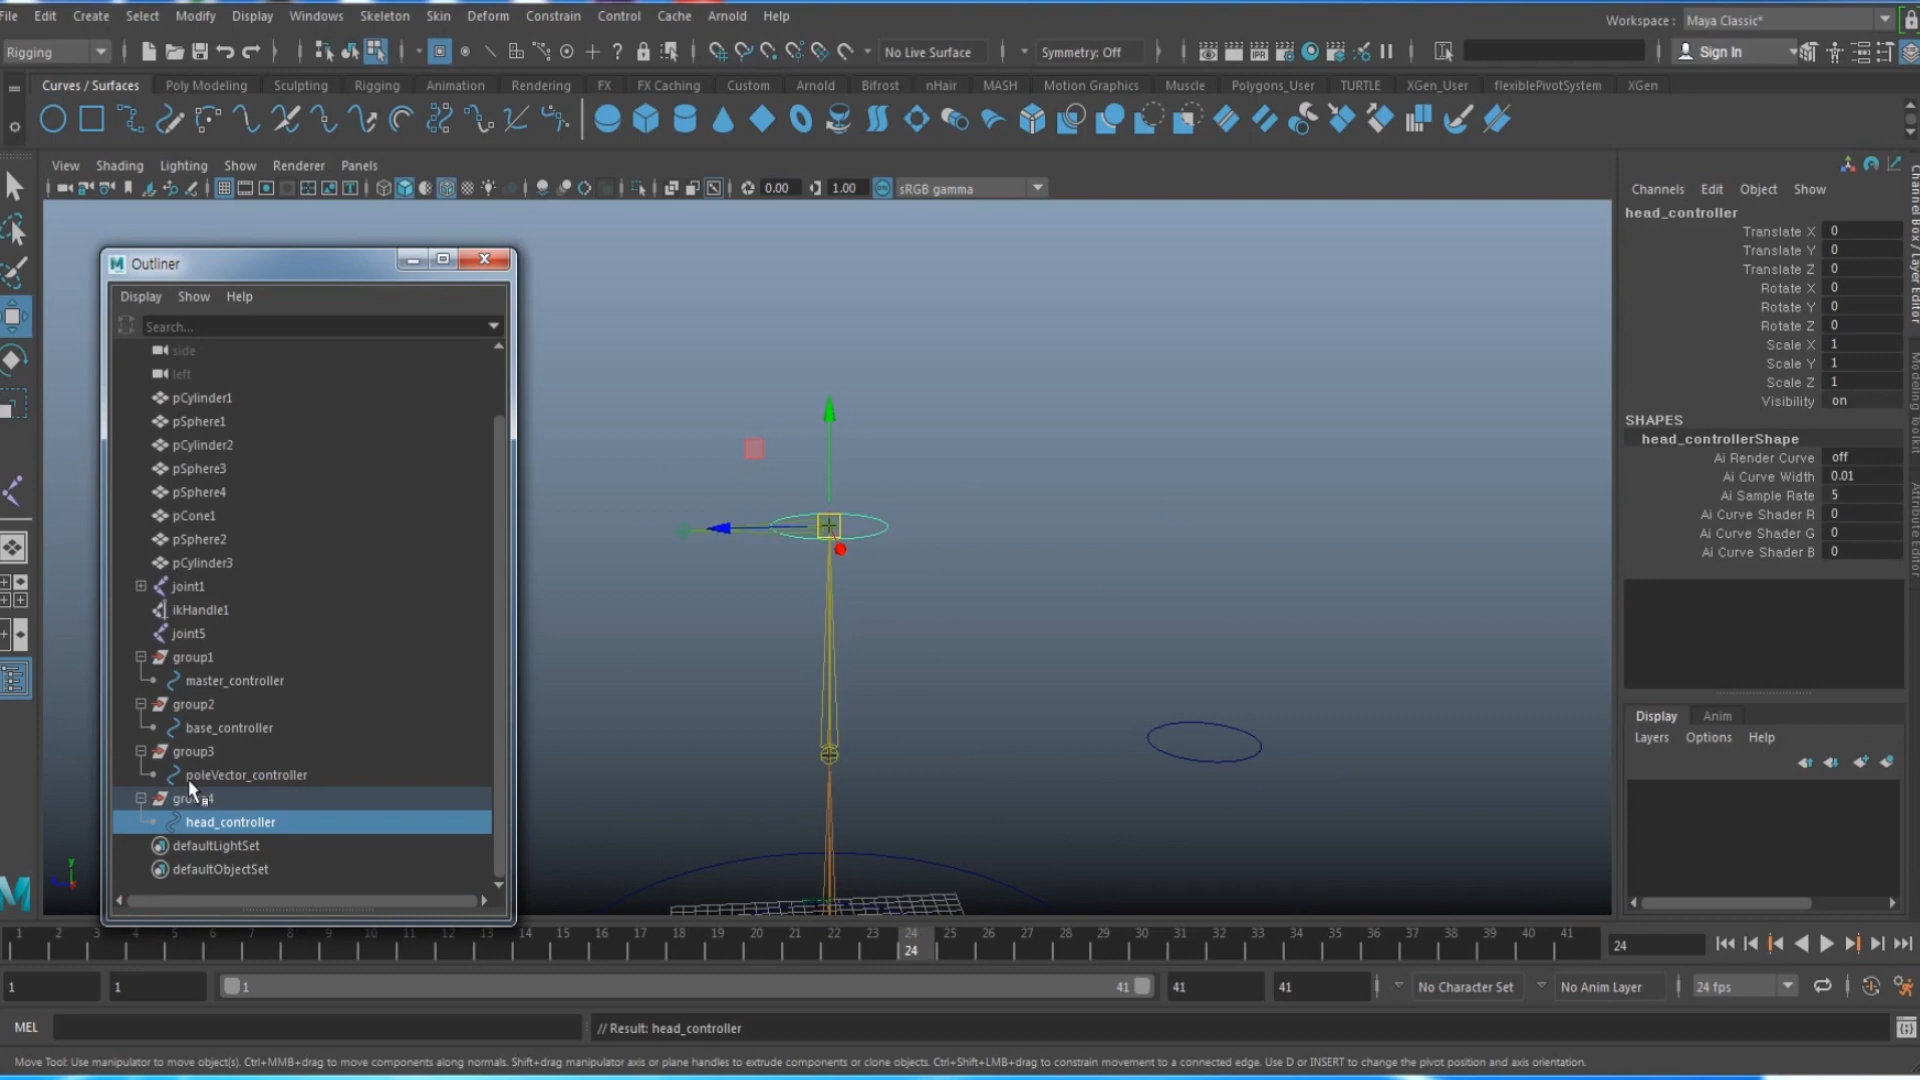 File Edit Create Select Modify Display Windows Skeleton Skin Deform Constrain Control Cache Arnold Help
Workspace : Maya Classic*
Rigging No Live Surface Symmetry: Off Sign In
Curves / Surfaces Poly Modeling Sculpting Rigging Animation Rendering FX FX Caching Custom Arnold Bifrost nHair MASH Motion Graphics Muscle Polygons_User TURTLE XGen_User flexiblePivotSystem XGen
View Shading Lighting Show Renderer Panels
0.00 1.00 sRGB gamma
Outliner
Display Show Help
Search...
side
left
pCylinder1
pSphere1
pCylinder2
pSphere3
pSphere4
pCone1
pSphere2
pCylinder3
joint1
ikHandle1
joint5
group1
master_controller
group2
base_controller
group3
poleVector_controller
head_controller
defaultLightSet
defaultObjectSet
Channels Edit Object Show
head_controller
Translate X 0
Translate Y 0
Translate Z 0
Rotate X 0
Rotate Y 0
Rotate Z 0
Scale X 1
Scale Y 1
Scale Z 1
Visibility on
SHAPES
head_controllerShape
Ai Render Curve off
Ai Curve Width 0.01
Ai Sample Rate 5
Ai Curve Shader R 0
Ai Curve Shader G 0
Ai Curve Shader B 0
Display Anim
Layers Options Help
Channel Box / Layer Editor
Modeling Toolkit
Attribute Editor
1 2 3 4 5 6 7 8 9 10 11 12 13 14 15 16 17 18 19 20 21 22 23 24 25 26 27 28 29 30 31 32 33 34 35 36 37 38 39 40 41
24 24
1 1 1 41 41 41 No Character Set No Anim Layer 24 fps
MEL // Result: head_controller
Move Tool: Use manipulator to move object(s). Ctrl+MMB+drag to move components along normals. Shift+drag manipulator axis or plane handles to extrude components or clone objects. Ctrl+Shift+LMB+drag to constrain movement to a connected edge. Use D or INSERT to change the pivot position and axis orientation.